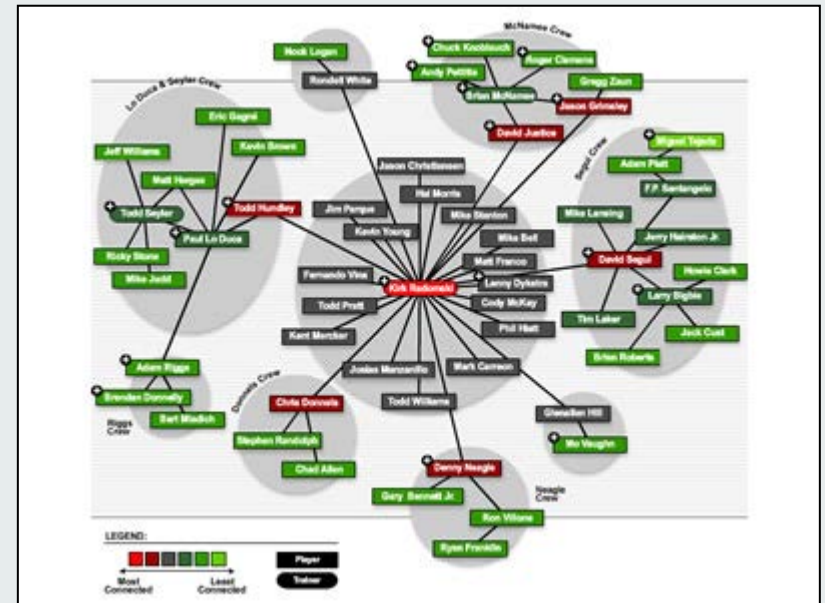 McNamee Crew
Nook Logan
Rondell White
Chuck Knoblauch
Roger Clemens
Andy Pettitte
Gregg Zaun
Brian McNamee
Jason Grimsley
David Justice
Lo Duca & Seyler Crew
Eric Gagné
Jeff Williams
Kevin Brown
Matt Herges
Todd Seyler
Todd Hundley
Paul Lo Duca
Ricky Stone
Mike Judd
Segui Crew
Miguel Tejada
Adam Piatt
F.P. Santangelo
Mike Lansing
Jerry Hairston Jr.
David Segui
Howie Clark
Larry Bigbie
Tim Laker
Jack Cust
Brian Roberts
Jason Christiansen
Hal Morris
Jim Parque
Mike Stanton
Kevin Young
Mike Bell
Matt Franco
Fernando Vina
Lenny Dykstra
Kirk Radomski
Todd Pratt
Cody McKay
Kent Mercker
Phil Hiatt
Josias Manzanillo
Mark Carreon
Todd Williams
Adam Riggs
Brendan Donnelly
Bart Miadich
Riggs
Crew
Donnels Crew
Chris Donnels
Stephen Randolph
Chad Allen
Glenallen Hill
Mo Vaughn
Denny Neagle
Gary Bennett Jr.
Neagle
Crew
Ron Villone
Ryan Franklin
LEGEND:
Player
Trainer
Most
Connected
Least
Connected